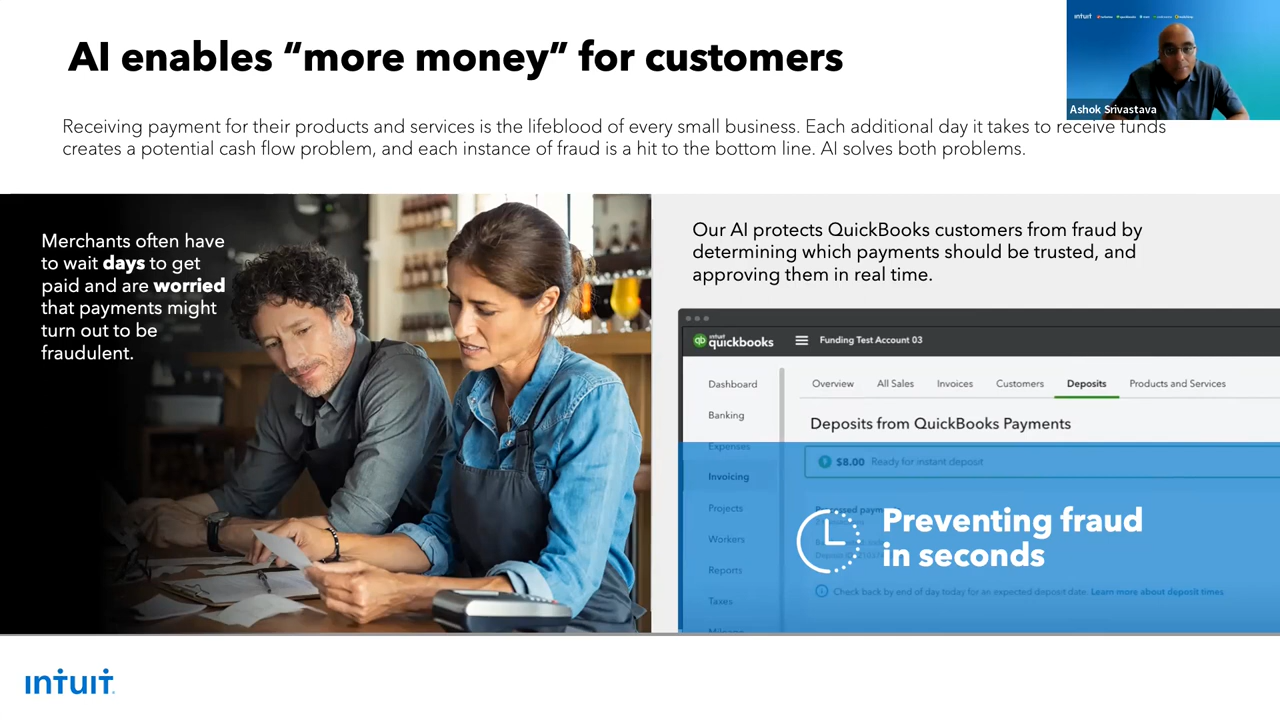 AI enables “more money” for customers
intuit
Ashok Srivastava
Receiving payment for their products and services is the lifeblood of every small business. Each additional day it takes to receive funds
creates a potential cash flow problem, and each instance of fraud is a hit to the bottom line. AI solves both problems.
Merchants often have
to wait days to get
paid and are worried
that payments might
turn out to be
fraudulent.
Our AI protects QuickBooks customers from fraud by
determining which payments should be trusted, and
approving them in real time.
qb intuit quickbooks
Funding Test Account 03
Dashboard
Banking
Expenses
Invoicing
Projects
Workers
Reports
Taxes
Mileage
Overview All Sales Invoices Customers Deposits Products and Services
Deposits from QuickBooks Payments
$8.00 Ready for instant deposit
Preventing fraud
in seconds
Check back by end of day today for an expected deposit date. Learn more about deposit times
intuit